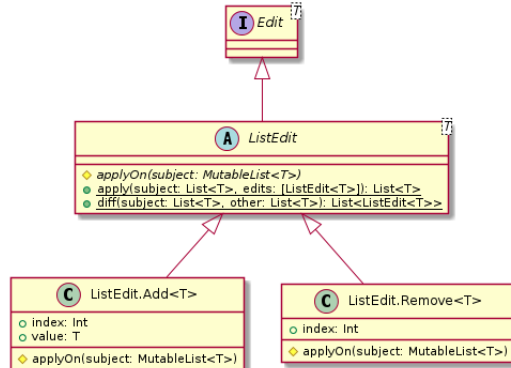 I Edit T
A ListEdit T
applyOn(subject: MutableList<T>)
apply(subject: List<T>, edits: [ListEdit<T>]): List<T>
diff(subject: List<T>, other: List<T>): List<ListEdit<T>>
C ListEdit.Add<T>
index: Int
value: T
applyOn(subject: MutableList<T>)
C ListEdit.Remove<T>
index: Int
applyOn(subject: MutableList<T>)